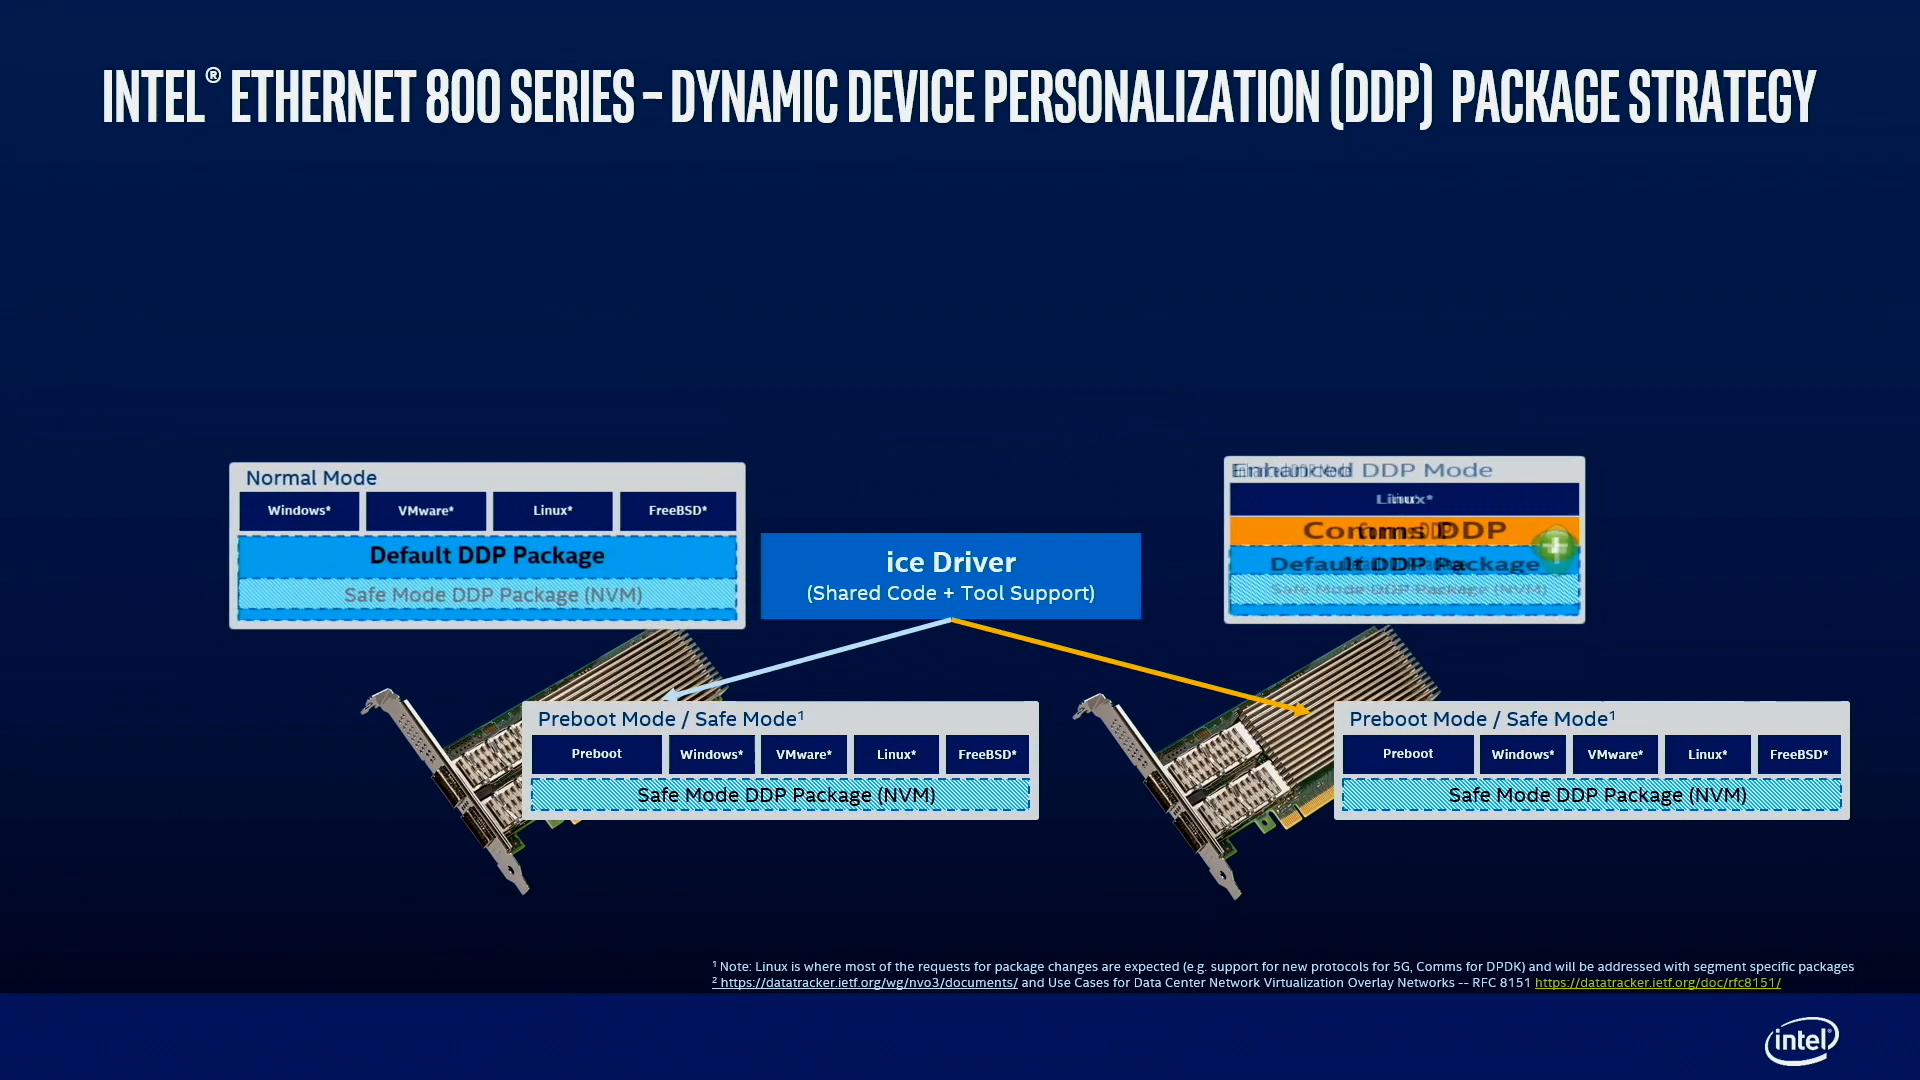 INTEL® ETHERNET 800 SERIES – DYNAMIC DEVICE PERSONALIZATION (DDP) PACKAGE STRATEGY
Normal Mode
Windows* VMware* Linux* FreeBSD*
Default DDP Package
Safe Mode DDP Package (NVM)
ice Driver
(Shared Code + Tool Support)
Enhanced DDP Mode
Linux*
Comms DDP
Default DDP Package
Safe Mode DDP Package (NVM)
Preboot Mode / Safe Mode¹
Preboot Windows* VMware* Linux* FreeBSD*
Safe Mode DDP Package (NVM)
Preboot Mode / Safe Mode¹
Preboot Windows* VMware* Linux* FreeBSD*
Safe Mode DDP Package (NVM)
¹ Note: Linux is where most of the requests for package changes are expected (e.g. support for new protocols for 5G, Comms for DPDK) and will be addressed with segment specific packages
² https://datatracker.ietf.org/wg/nvo3/documents/ and Use Cases for Data Center Network Virtualization Overlay Networks -- RFC 8151 https://datatracker.ietf.org/doc/rfc8151/
intel®